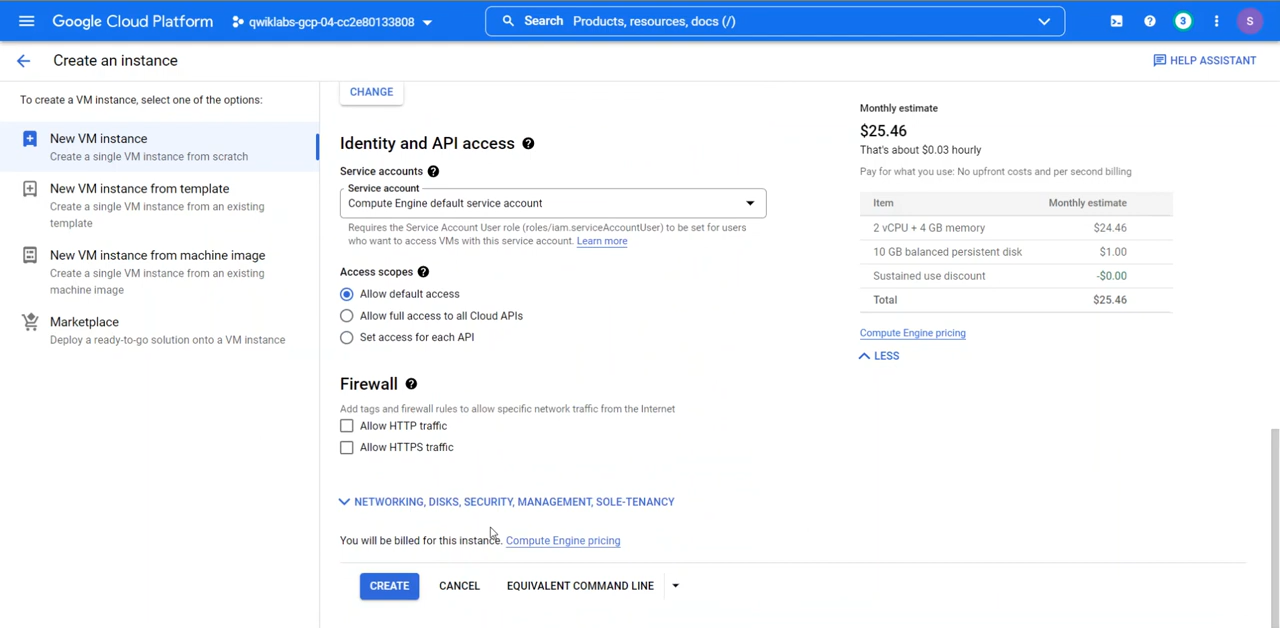 Google Cloud Platform
qwiklabs-gcp-04-cc2e80133808
Search Products, resources, docs (/)
3
S
Create an instance
HELP ASSISTANT
To create a VM instance, select one of the options:
New VM instance
Create a single VM instance from scratch
New VM instance from template
Create a single VM instance from an existing
template
New VM instance from machine image
Create a single VM instance from an existing
machine image
Marketplace
Deploy a ready-to-go solution onto a VM instance
CHANGE
Identity and API access
Service accounts
Service account
Compute Engine default service account
Requires the Service Account User role (roles/iam.serviceAccountUser) to be set for users
who want to access VMs with this service account. Learn more
Access scopes
Allow default access
Allow full access to all Cloud APIs
Set access for each API
Firewall
Add tags and firewall rules to allow specific network traffic from the Internet
Allow HTTP traffic
Allow HTTPS traffic
NETWORKING, DISKS, SECURITY, MANAGEMENT, SOLE-TENANCY
You will be billed for this instance. Compute Engine pricing
CREATE
CANCEL
EQUIVALENT COMMAND LINE
Monthly estimate
$25.46
That's about $0.03 hourly
Pay for what you use: No upfront costs and per second billing
Item Monthly estimate
2 vCPU + 4 GB memory $24.46
10 GB balanced persistent disk $1.00
Sustained use discount -$0.00
Total $25.46
Compute Engine pricing
LESS